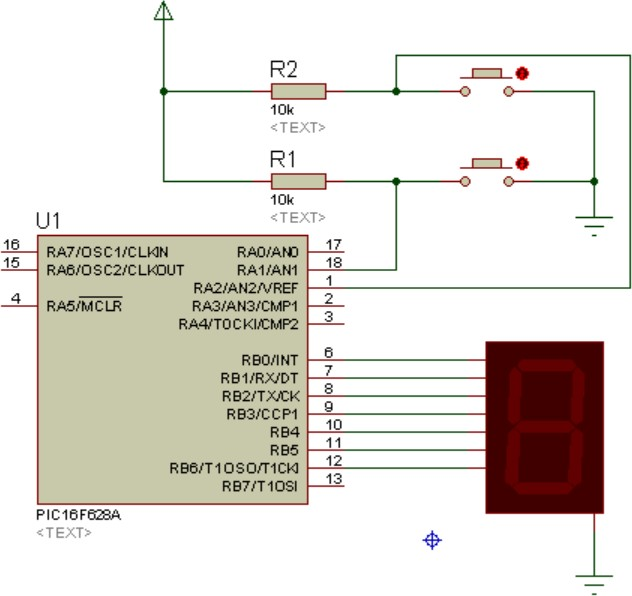 R2
10k
<TEXT>
R1
10k
<TEXT>
U1
16 RA7/OSC1/CLKIN RA0/AN0 17
15 RA6/OSC2/CLKOUT RA1/AN1 18
RA2/AN2/VREF 1
4 RA5/MCLR RA3/AN3/CMP1 2
RA4/T0CKI/CMP2 3
RB0/INT 6
RB1/RX/DT 7
RB2/TX/CK 8
RB3/CCP1 9
RB4 10
RB5 11
RB6/T1OSO/T1CKI 12
RB7/T1OSI 13
PIC16F628A
<TEXT>